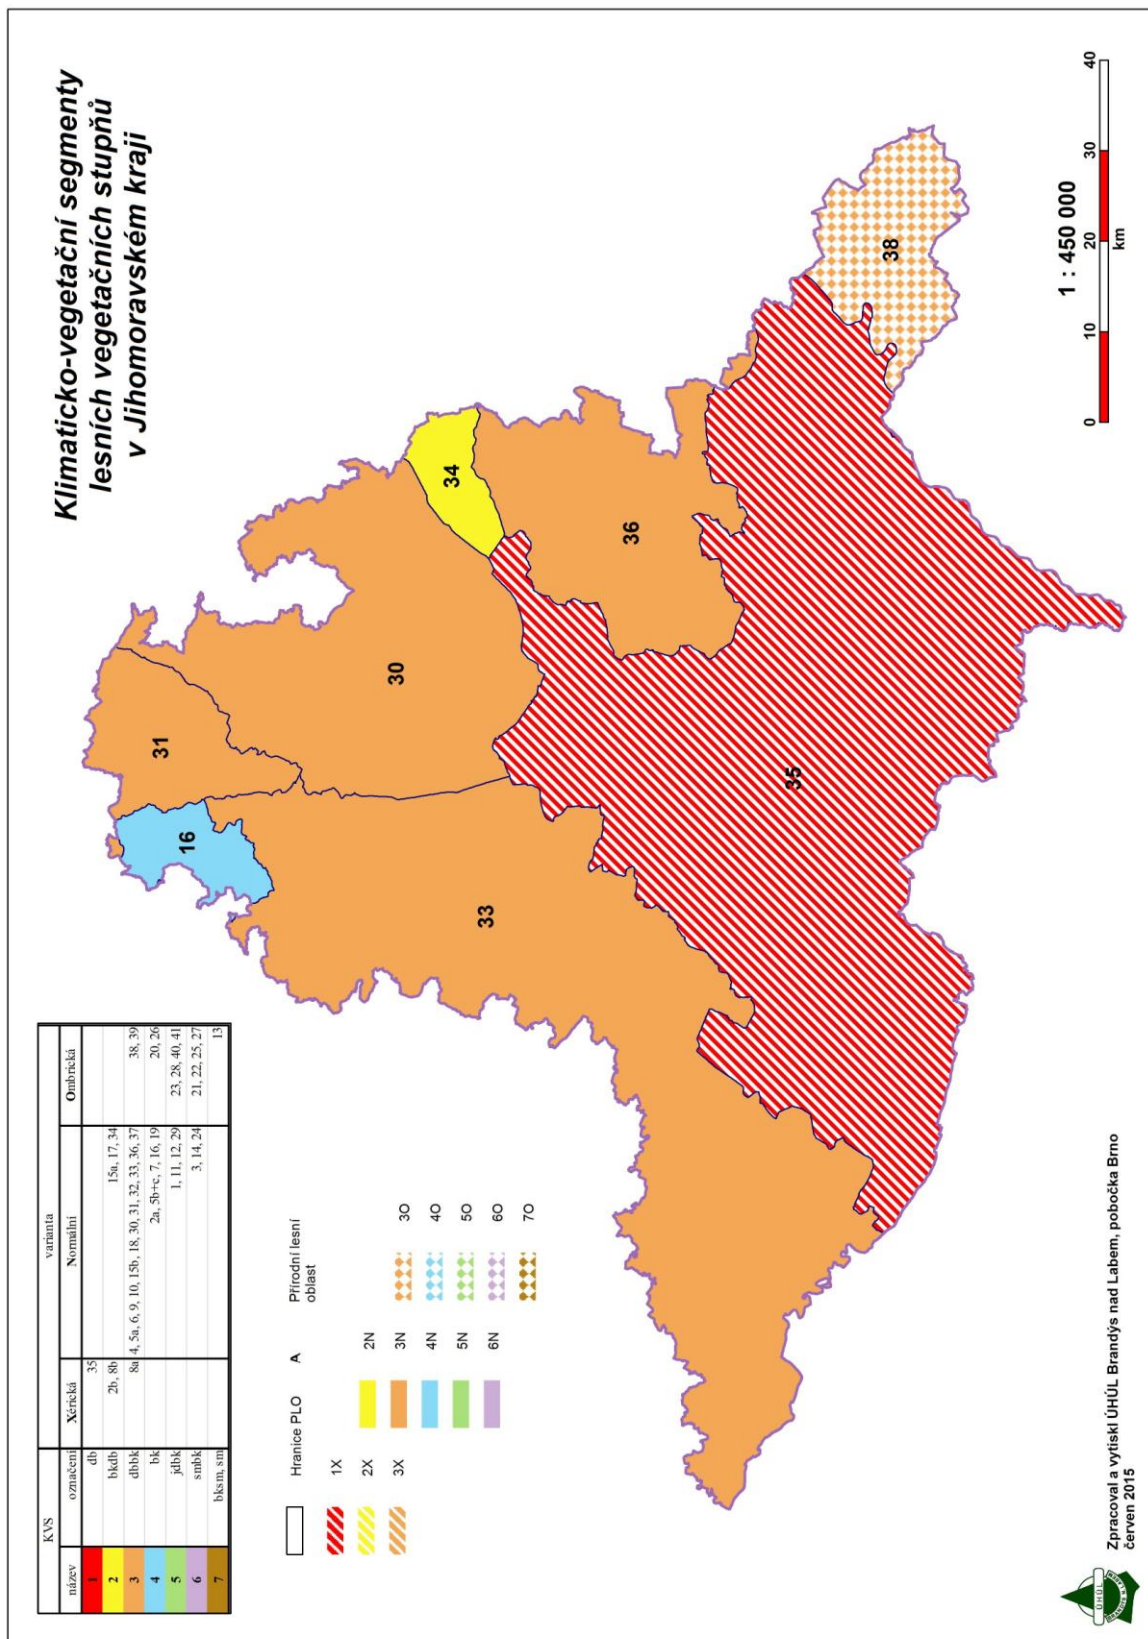 Klimaticko-vegetační segmenty
lesních vegetačních stupňů
v Jihomoravském kraji
KVS varianta
název označení Xérická Normální Ombrická
1 db 35
2 bkdb 2b, 8b 15a, 17, 34
3 dbbk 8a 4, 5a, 6, 9, 10, 15b, 18, 30, 31, 32, 33, 36, 37 38, 39
4 bk 2a, 5b+c, 7, 16, 19 20, 26
5 jdbk 1, 11, 12, 29 23, 28, 40, 41
6 smbk 3, 14, 24 21, 22, 25, 27
7 bksm, sm 13
16
31
30
34
33
36
35
38
Hranice PLO A Přírodní lesní
oblast
1X
2X 2N
3X 3N 3O
4N 4O
5N 5O
6N 6O
7O
1 : 450 000
0 10 20 30 40
km
ÚHÚL
Zpracoval a vytiskl ÚHÚL Brandýs nad Labem, pobočka Brno
červen 2015